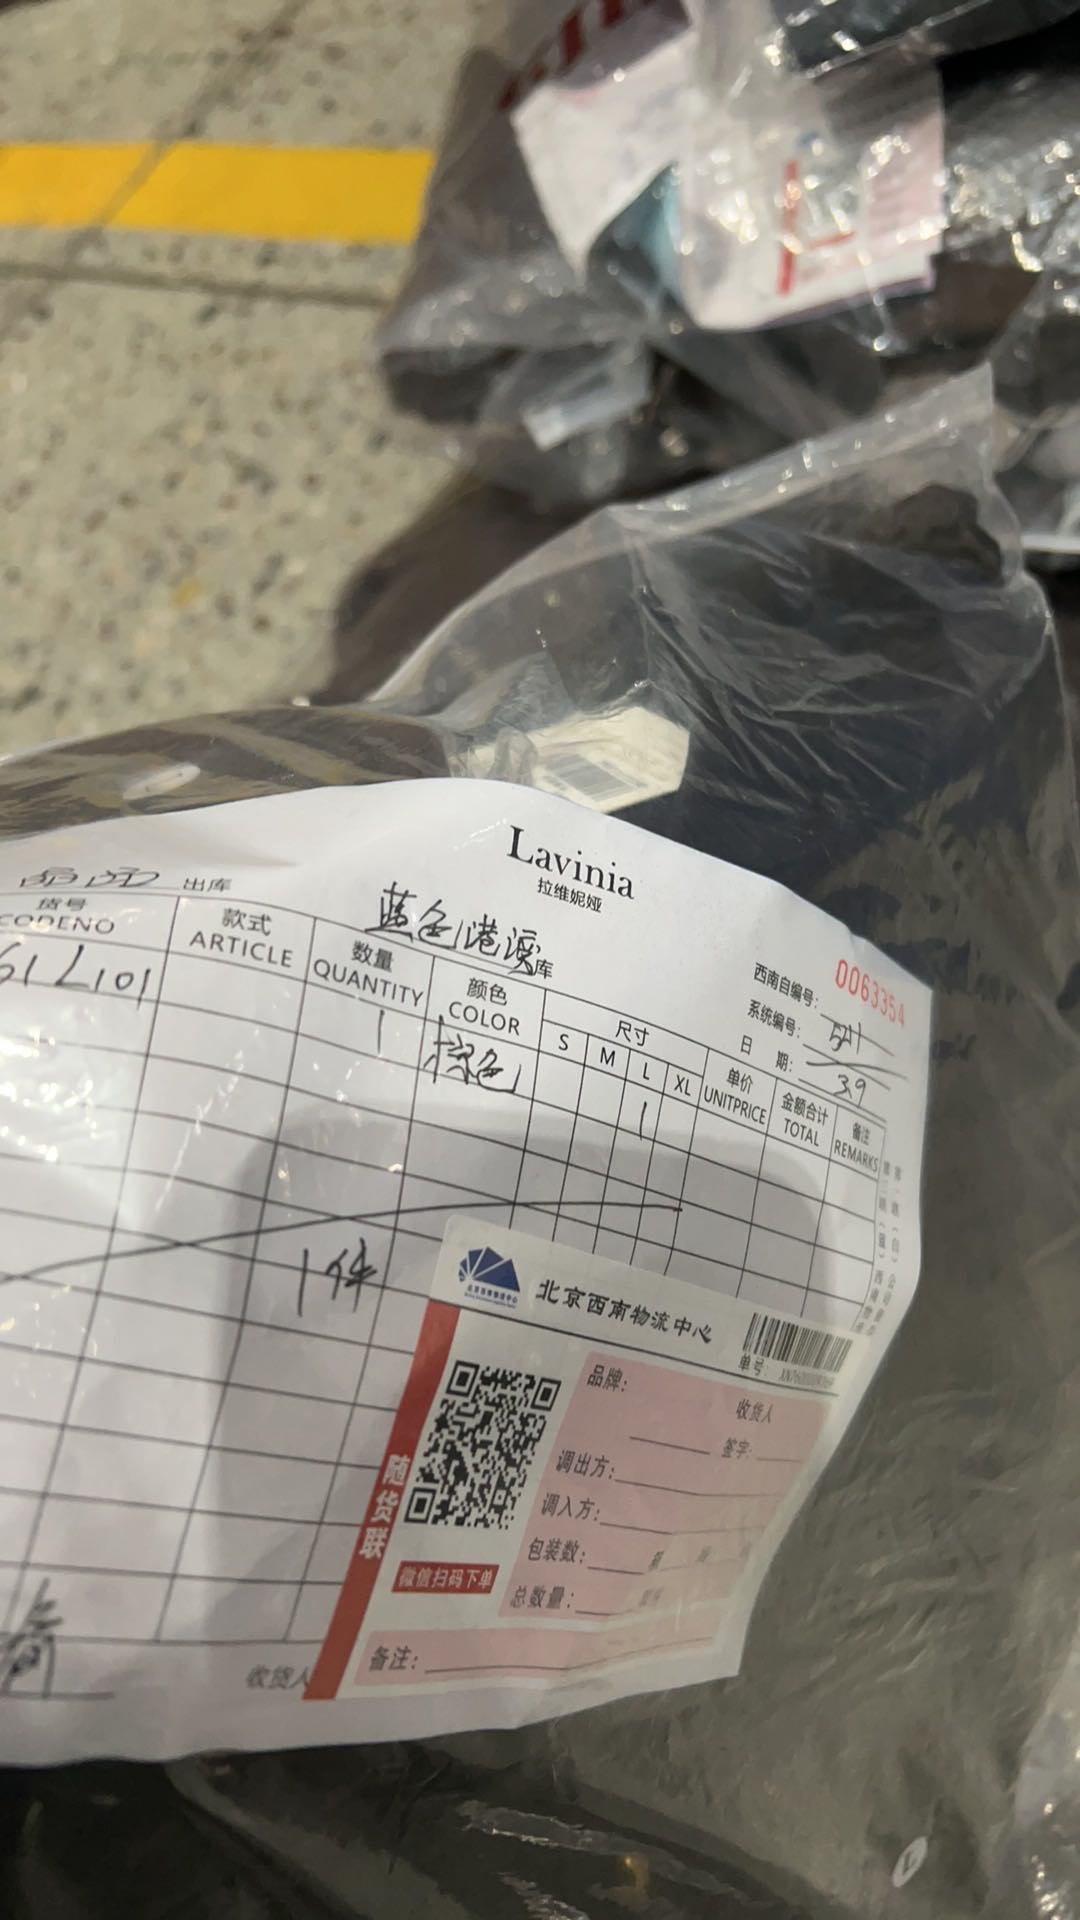 Lavinia
拉维妮娅
出库
蓝色港湾库
西南自编号:
0063354
系统编号:
日 期: 3.9
货号 款式 数量 颜色 尺寸 单价 金额合计 备注
CODENO ARTICLE QUANTITY COLOR S M L XL UNITPRICE TOTAL REMARKS
61L101 1 棕色 1
1件
北京西南物流中心
单号:
品牌:
收货人
签字:
调出方:
调入方:
包装数:
总数量:
备注:
随货联
微信扫码下单
收货人
L